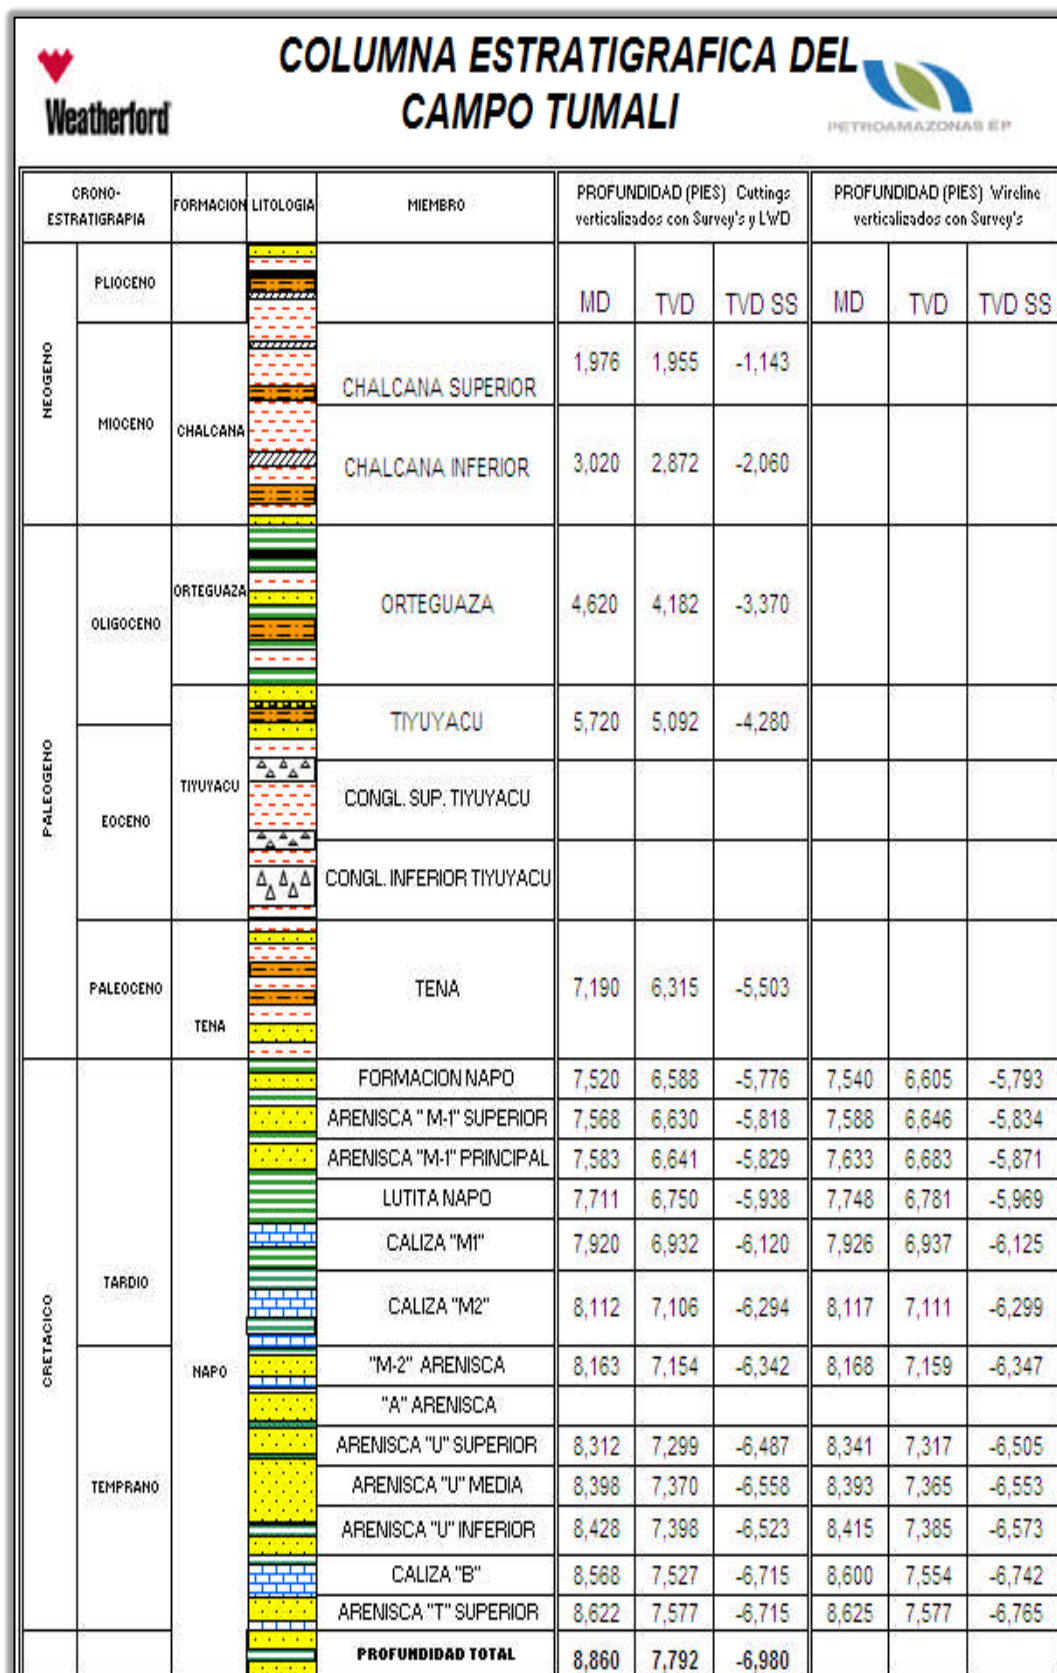 COLUMNA ESTRATIGRAFICA DEL
CAMPO TUMALI
Weatherford
PETROAMAZONAS EP
CRONO-
ESTRATIGRAPIA
FORMACION
LITOLOGIA
MIEMBRO
PROFUNDIDAD (PIES) Cuttings
verticalizados con Survey's y LWD
PROFUNDIDAD (PIES) Wireline
verticalizados con Survey's
NEOGENO
PLIOCENO
MD TVD TVD SS MD TVD TVD SS
MIOCENO
CHALCANA
CHALCANA SUPERIOR 1,976 1,955 -1,143
CHALCANA INFERIOR 3,020 2,872 -2,060
PALEOGENO
OLIGOCENO
ORTEGUAZA
ORTEGUAZA 4,620 4,182 -3,370
TIYUYACU
TIYUYACU 5,720 5,092 -4,280
EOCENO
CONGL. SUP. TIYUYACU
CONGL. INFERIOR TIYUYACU
PALEOCENO
TENA
TENA 7,190 6,315 -5,503
CRETACICO
TARDIO
NAPO
FORMACION NAPO 7,520 6,588 -5,776 7,540 6,605 -5,793
ARENISCA " M-1" SUPERIOR 7,568 6,630 -5,818 7,588 6,646 -5,834
ARENISCA "M-1" PRINCIPAL 7,583 6,641 -5,829 7,633 6,683 -5,871
LUTITA NAPO 7,711 6,750 -5,938 7,748 6,781 -5,969
CALIZA "M1" 7,920 6,932 -6,120 7,926 6,937 -6,125
CALIZA "M2" 8,112 7,106 -6,294 8,117 7,111 -6,299
TEMPRANO
"M-2" ARENISCA 8,163 7,154 -6,342 8,168 7,159 -6,347
"A" ARENISCA
ARENISCA "U" SUPERIOR 8,312 7,299 -6,487 8,341 7,317 -6,505
ARENISCA "U" MEDIA 8,398 7,370 -6,558 8,393 7,365 -6,553
ARENISCA "U" INFERIOR 8,428 7,398 -6,523 8,415 7,385 -6,573
CALIZA "B" 8,568 7,527 -6,715 8,600 7,554 -6,742
ARENISCA "T" SUPERIOR 8,622 7,577 -6,715 8,625 7,577 -6,765
PROFUNDIDAD TOTAL 8,860 7,792 -6,980